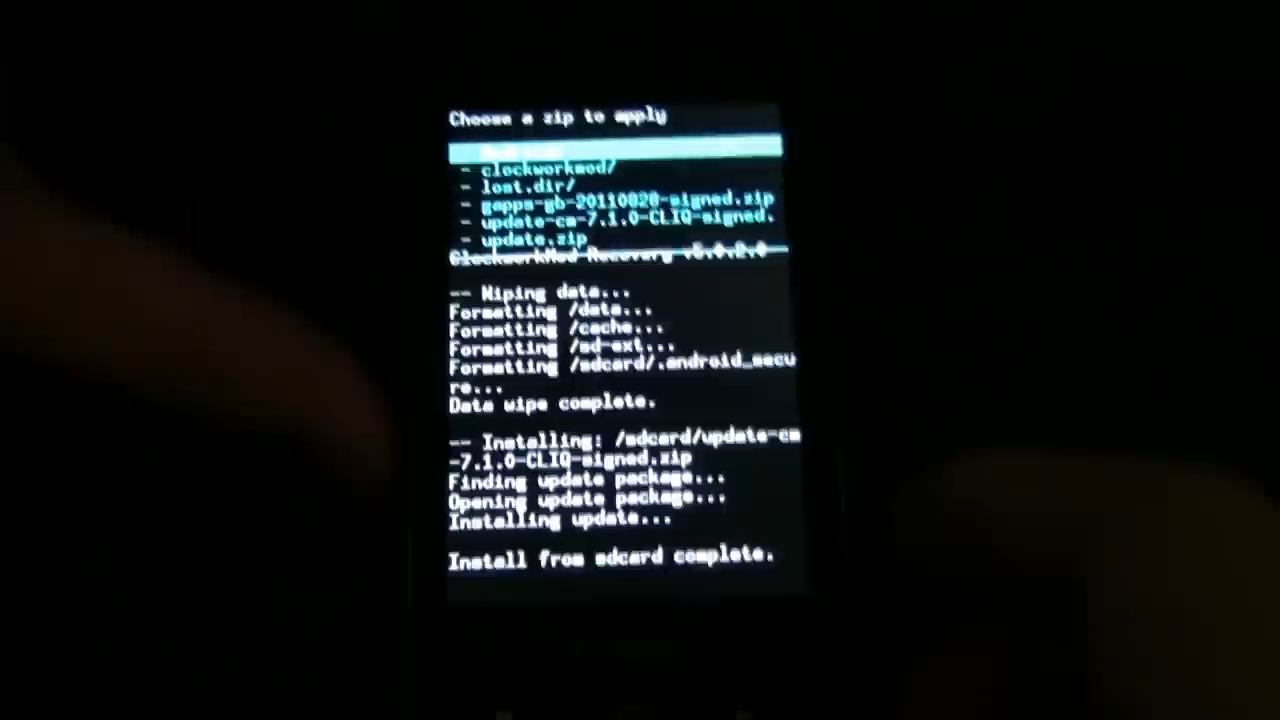 Choose a zip to apply
- clockworkmod/
- lost.dir/
- gapps-gb-20110828-signed.zip
- update-cm-7.1.0-CLIQ-signed.
- update.zip
ClockworkMod Recovery
-- Wiping data...
Formatting /data...
Formatting /cache...
Formatting /sd-ext...
Formatting /sdcard/.android_secu
re...
Data wipe complete.
-- Installing: /sdcard/update-cm
-7.1.0-CLIQ-signed.zip
Finding update package...
Opening update package...
Installing update...
Install from sdcard complete.